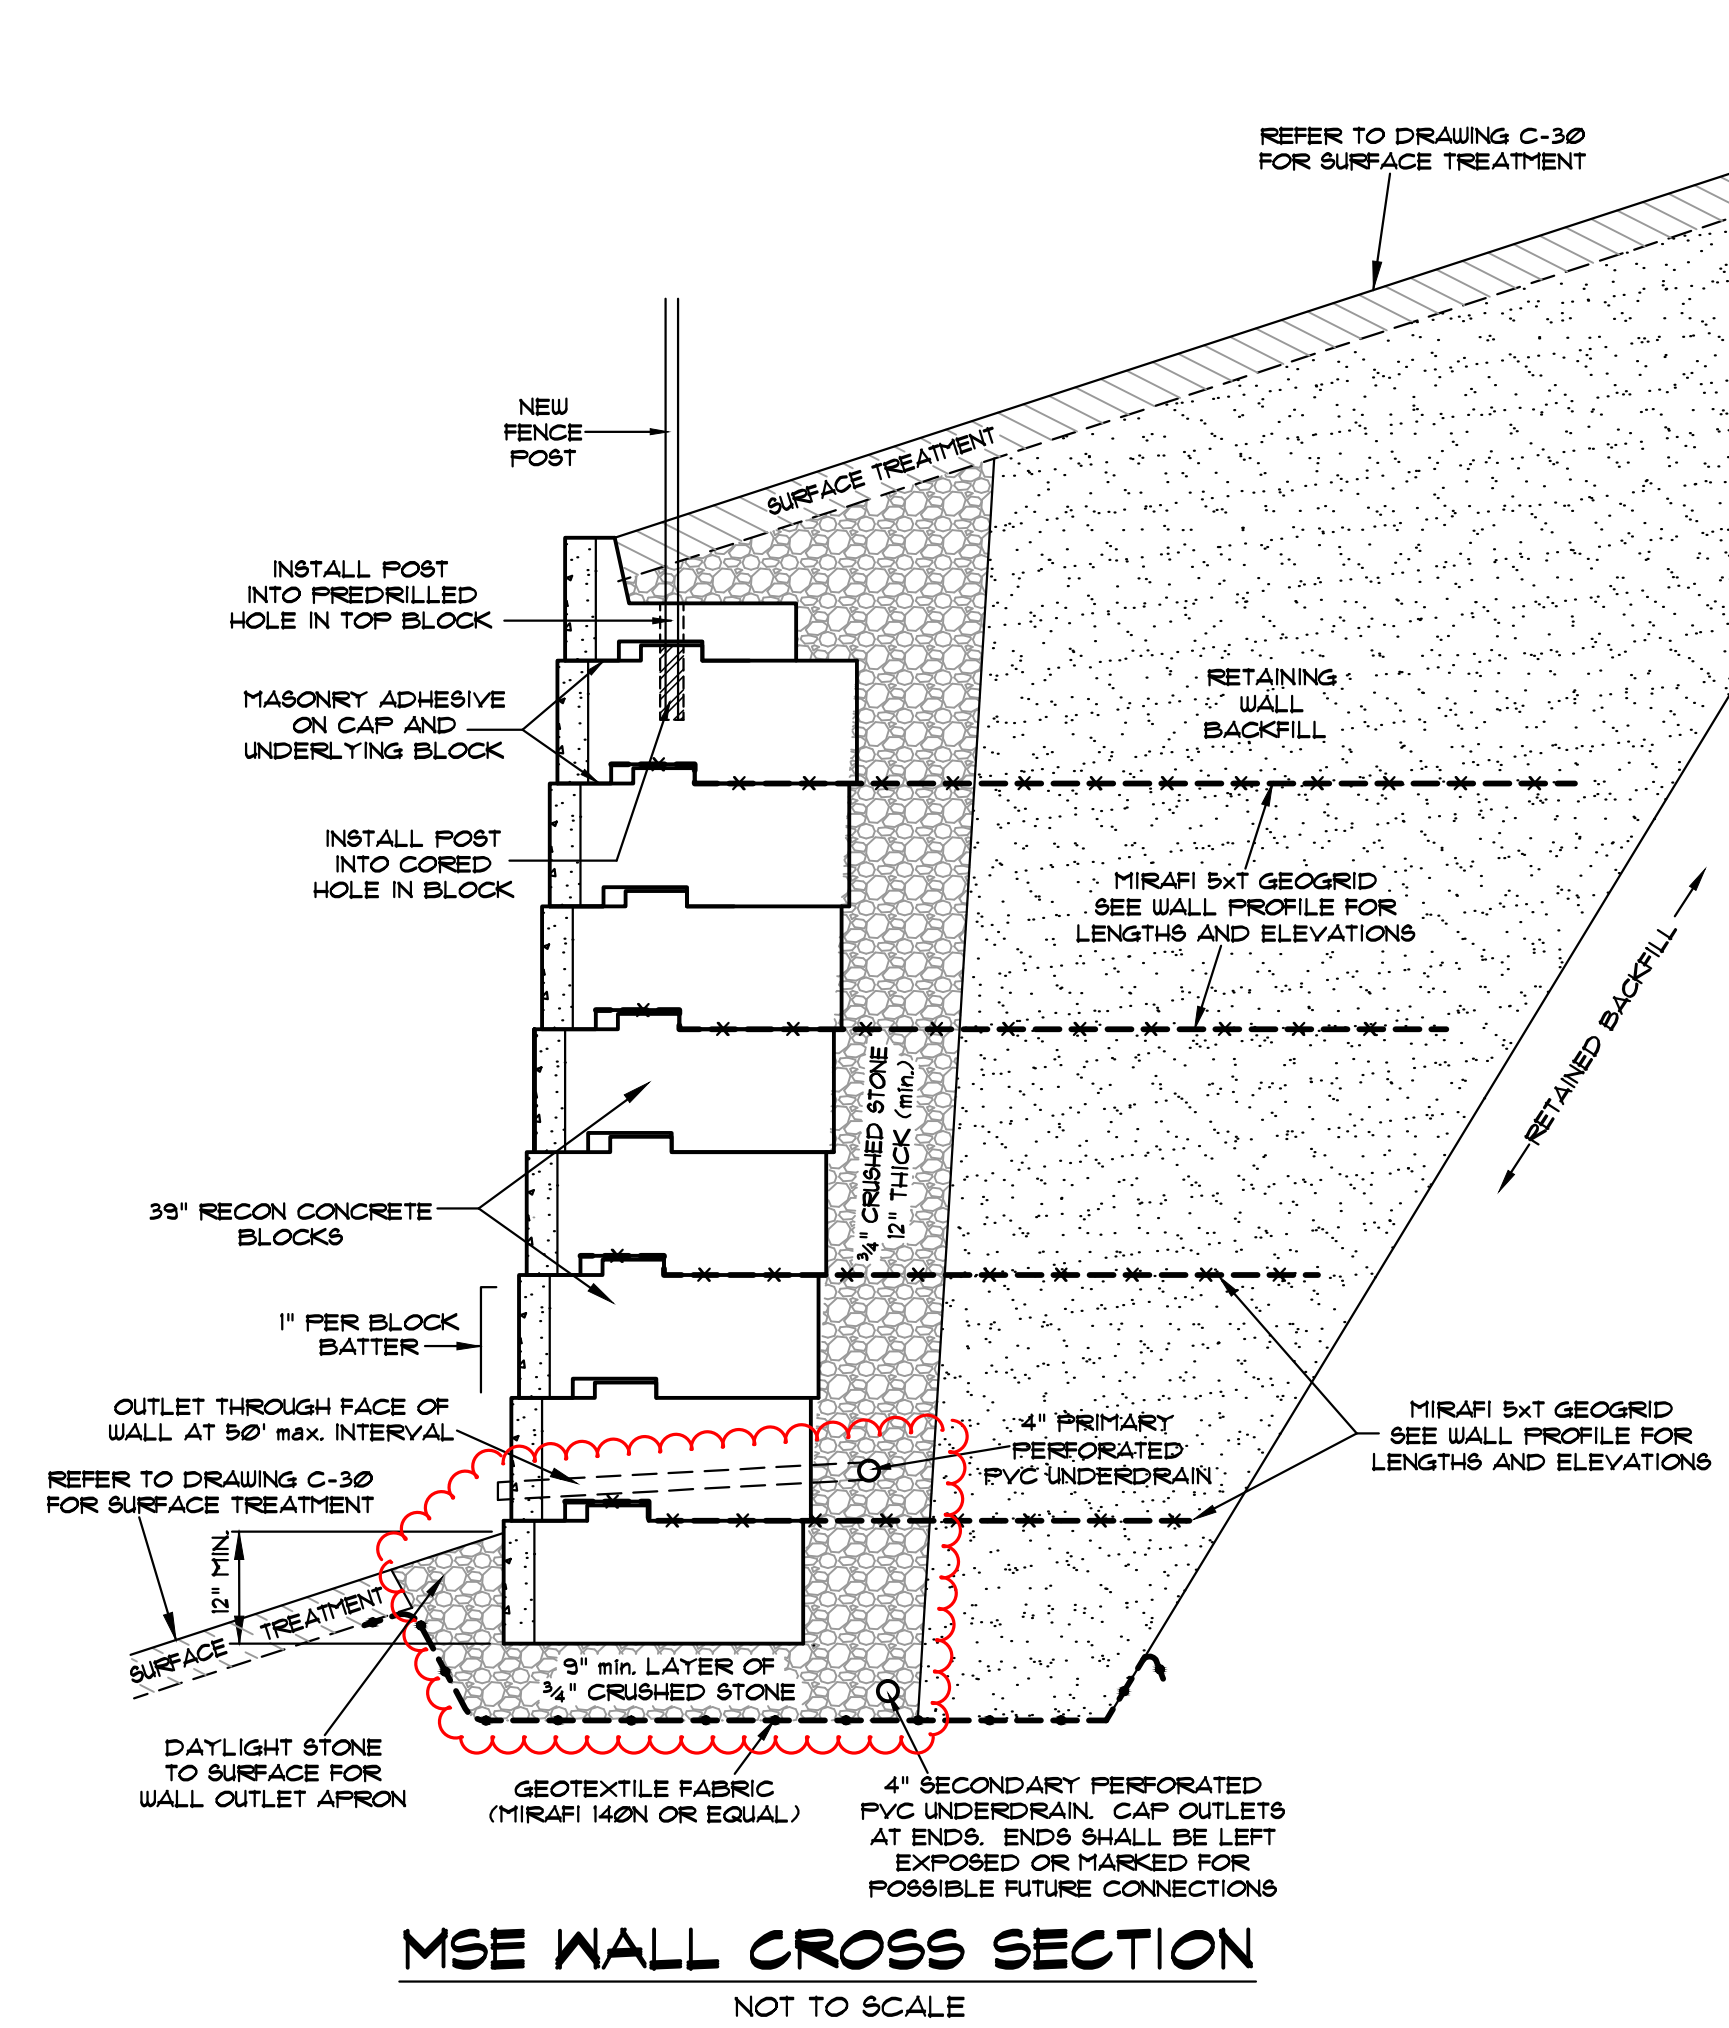 REFER TO DRAWING C-30
FOR SURFACE TREATMENT
NEW
FENCE
POST
SURFACE TREATMENT
INSTALL POST
INTO PREDRILLED
HOLE IN TOP BLOCK
MASONRY ADHESIVE
ON CAP AND
UNDERLYING BLOCK
RETAINING
WALL
BACKFILL
INSTALL POST
INTO CORED
HOLE IN BLOCK
MIRAFI 5xT GEOGRID
SEE WALL PROFILE FOR
LENGTHS AND ELEVATIONS
RETAINED BACKFILL
3/4" CRUSHED STONE
12" THICK (min.)
39" RECON CONCRETE
BLOCKS
1" PER BLOCK
BATTER
OUTLET THROUGH FACE OF
WALL AT 50' max. INTERVAL
4" PRIMARY
PERFORATED
PVC UNDERDRAIN
MIRAFI 5xT GEOGRID
SEE WALL PROFILE FOR
LENGTHS AND ELEVATIONS
REFER TO DRAWING C-30
FOR SURFACE TREATMENT
12" MIN.
SURFACE TREATMENT
9" min. LAYER OF
3/4" CRUSHED STONE
DAYLIGHT STONE
TO SURFACE FOR
WALL OUTLET APRON
GEOTEXTILE FABRIC
(MIRAFI 140N OR EQUAL)
4" SECONDARY PERFORATED
PVC UNDERDRAIN. CAP OUTLETS
AT ENDS. ENDS SHALL BE LEFT
EXPOSED OR MARKED FOR
POSSIBLE FUTURE CONNECTIONS
MSE WALL CROSS SECTION
NOT TO SCALE